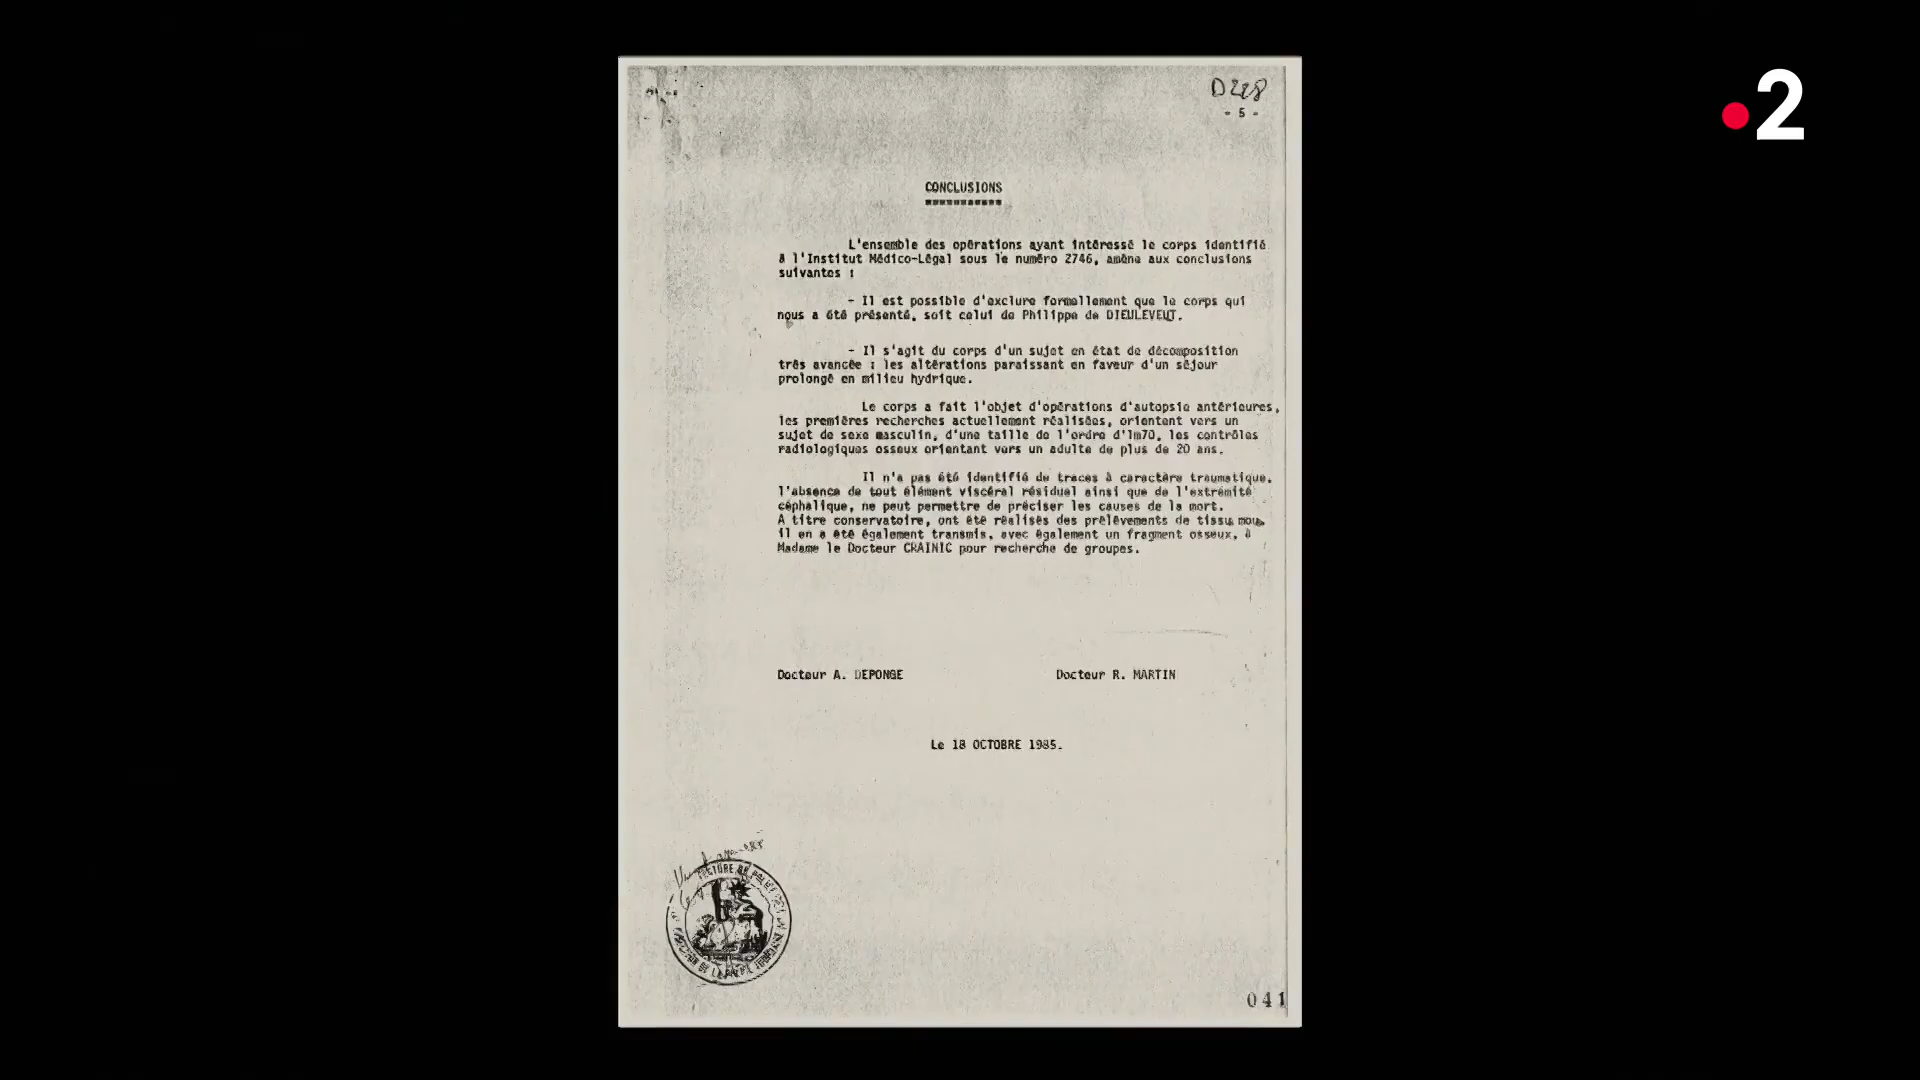 D228
- 5 -
2
CONCLUSIONS
L'ensemble des opérations ayant intéressé le corps identifié
à l'Institut Médico-Légal sous le numéro 2746, amène aux conclusions
suivantes :
- Il est possible d'exclure formellement que le corps qui
nous a été présenté, soit celui de Philippe de DIEULEVEUT.
- Il s'agit du corps d'un sujet en état de décomposition
très avancée : les altérations paraissant en faveur d'un séjour
prolongé en milieu hydrique.
Le corps a fait l'objet d'opérations d'autopsie antérieures,
les premières recherches actuellement réalisées, orientent vers un
sujet de sexe masculin, d'une taille de l'ordre d'1m70, les contrôles
radiologiques osseux orientant vers un adulte de plus de 20 ans.
Il n'a pas été identifié de traces à caractère traumatique,
l'absence de tout élément viscéral résiduel ainsi que de l'extrémité
céphalique, ne peut permettre de préciser les causes de la mort.
A titre conservatoire, ont été réalisés des prélèvements de tissu mou,
il en a été également transmis, avec également un fragment osseux, à
Madame le Docteur CRAINIC pour recherche de groupes.
Docteur A. DEPONGE Docteur R. MARTIN
Le 18 OCTOBRE 1985.
041